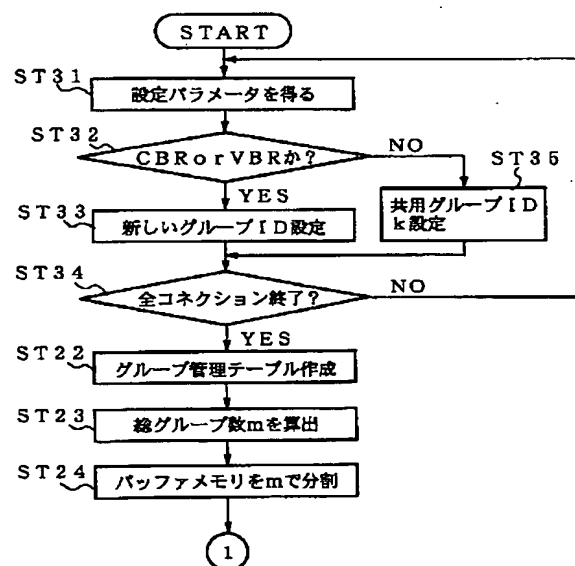 START
ST31
設定パラメータを得る
ST32
CBRorVBRか？
NO
ST35
YES
ST33
新しいグループID設定
共用グループID
k設定
ST34
全コネクション終了？
NO
YES
ST22
グループ管理テーブル作成
ST23
総グループ数mを算出
ST24
バッファメモリをmで分割
1